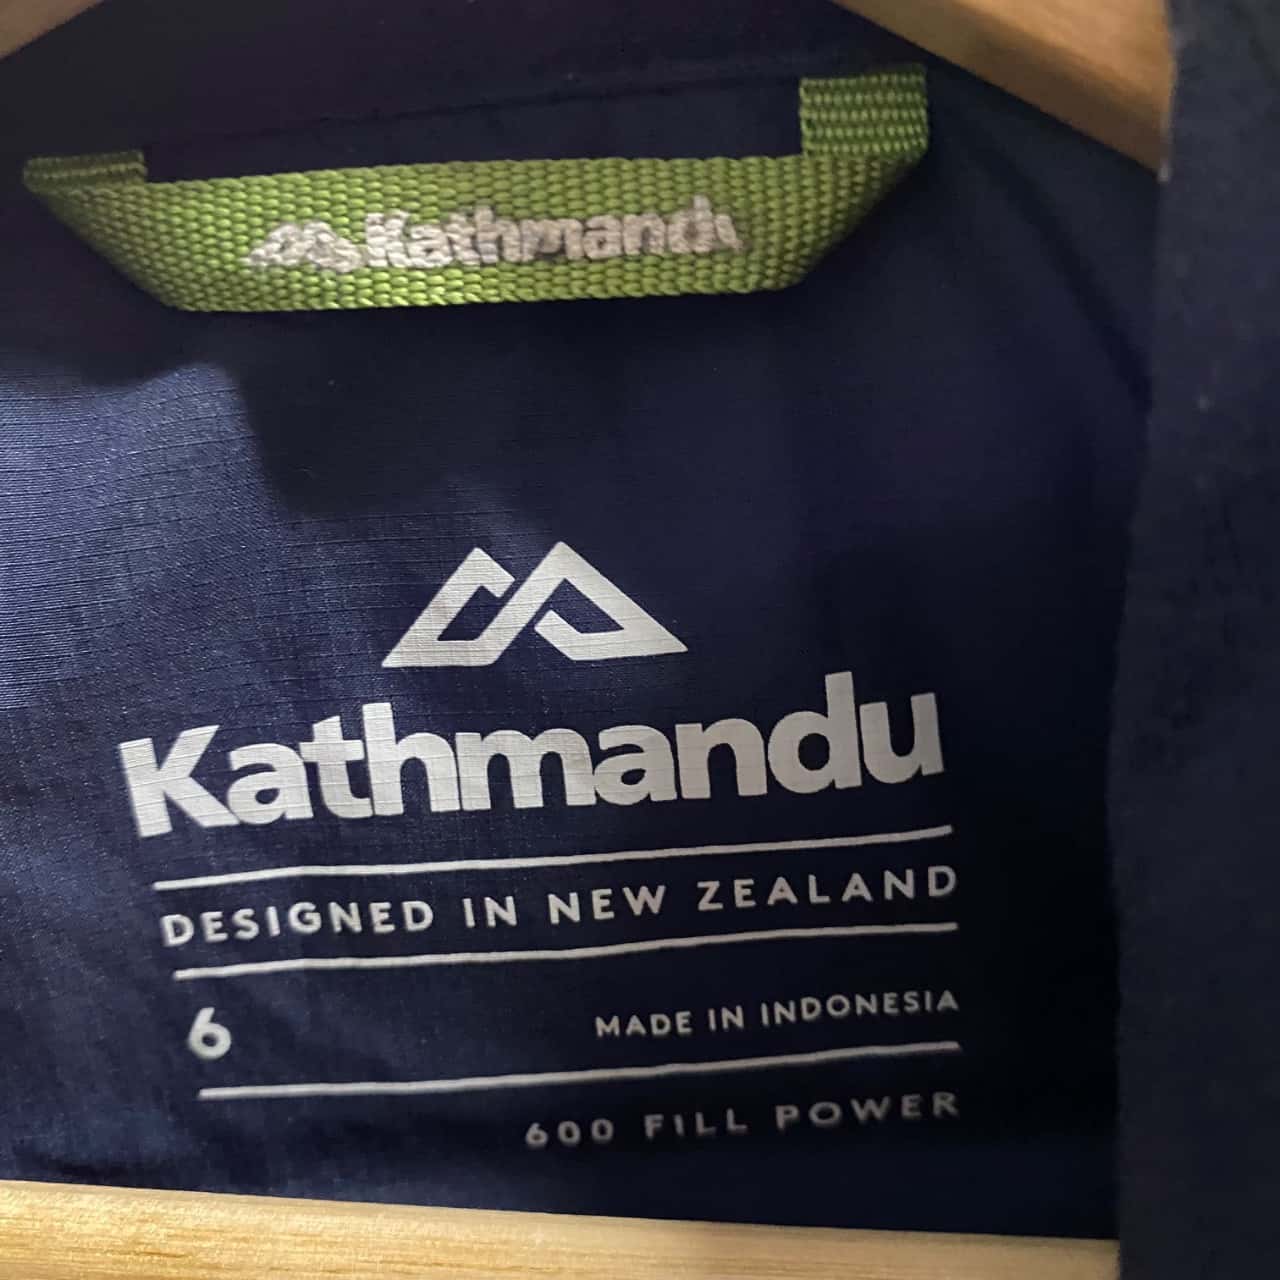 Kathmandu
Kathmandu
DESIGNED IN NEW ZEALAND
6 MADE IN INDONESIA
600 FILL POWER